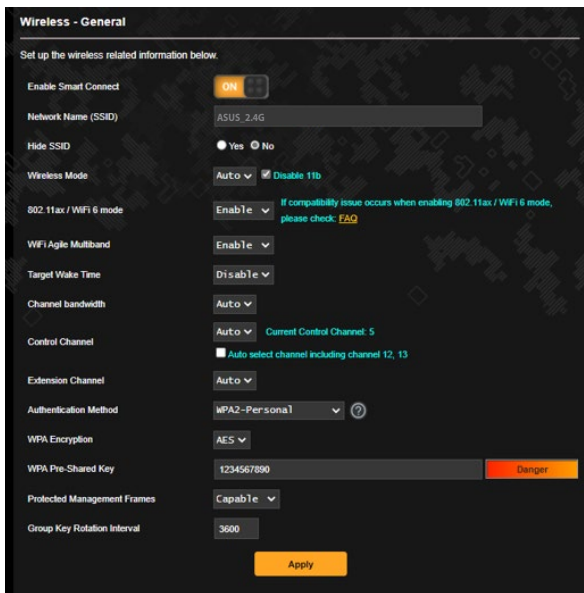 Wireless - General
Set up the wireless related information below.
Enable Smart Connect ON
Network Name (SSID) ASUS_2.4G
Hide SSID Yes No
Wireless Mode Auto Disable 11b
802.11ax / WiFi 6 mode Enable If compatibility issue occurs when enabling 802.11ax / WiFi 6 mode,
please check: FAQ
WiFi Agile Multiband Enable
Target Wake Time Disable
Channel bandwidth Auto
Control Channel Auto Current Control Channel: 5
Auto select channel including channel 12, 13
Extension Channel Auto
Authentication Method WPA2-Personal ?
WPA Encryption AES
WPA Pre-Shared Key 1234567890 Danger
Protected Management Frames Capable
Group Key Rotation Interval 3600
Apply